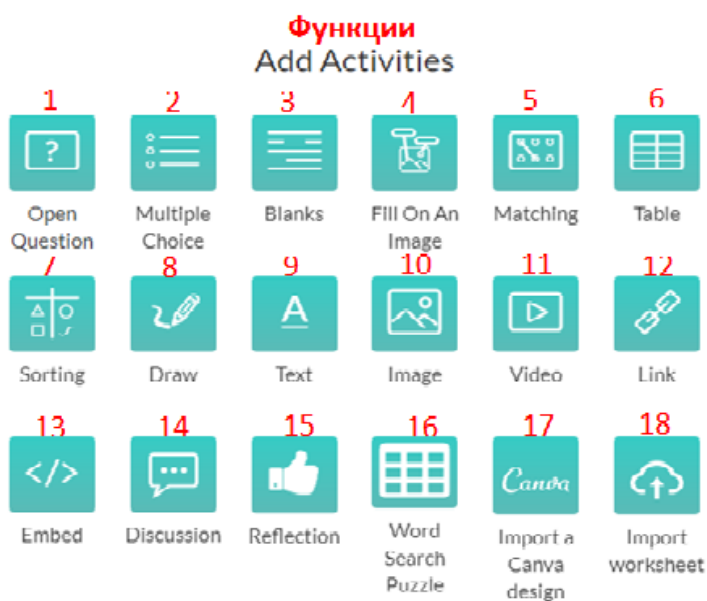 Функции
Add Activities
1 2 3 4 5 6
?
Open Question
Multiple Choice
Blanks
Fill On An Image
Matching
Table
7 8 9 10 11 12
A
Sorting
Draw
Text
Image
Video
Link
13 14 15 16 17 18
</>
Canva
Embed
Discussion
Reflection
Word Search Puzzle
Import a Canva design
Import worksheet